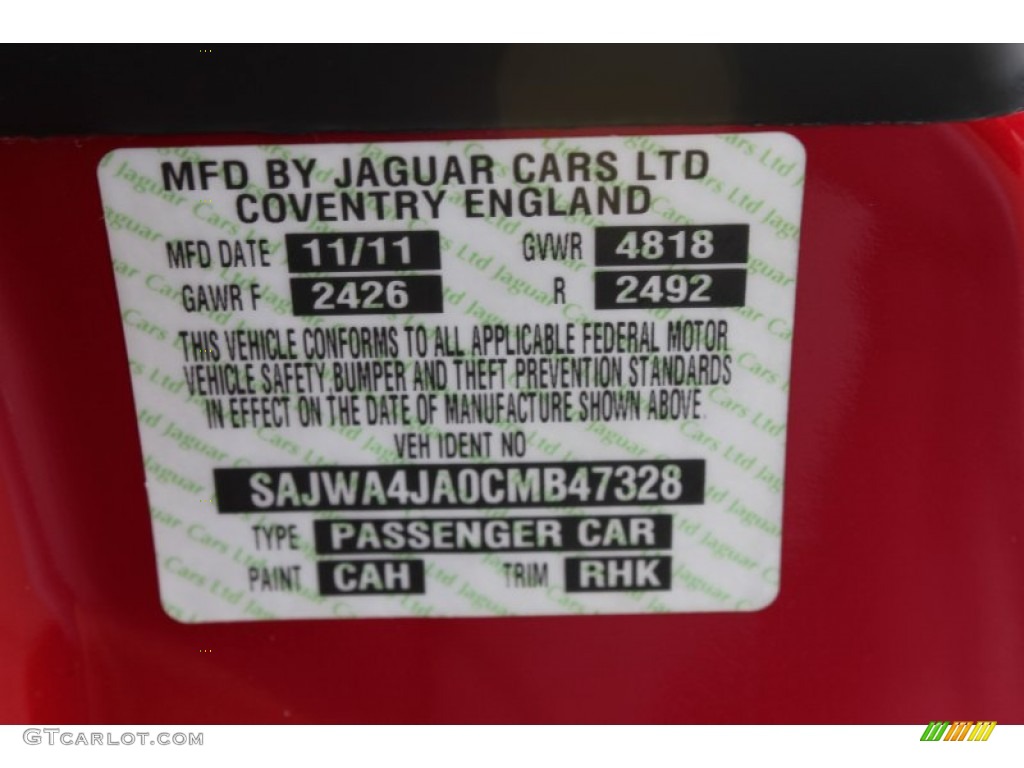 MFD BY JAGUAR CARS LTD
COVENTRY ENGLAND
MFD DATE 11/11 GVWR 4818
GAWR F 2426 R 2492
THIS VEHICLE CONFORMS TO ALL APPLICABLE FEDERAL MOTOR
VEHICLE SAFETY, BUMPER AND THEFT PREVENTION STANDARDS
IN EFFECT ON THE DATE OF MANUFACTURE SHOWN ABOVE.
VEH IDENT NO
SAJWA4JA0CMB47328
TYPE PASSENGER CAR
PAINT CAH TRIM RHK
GTCARLOT.COM